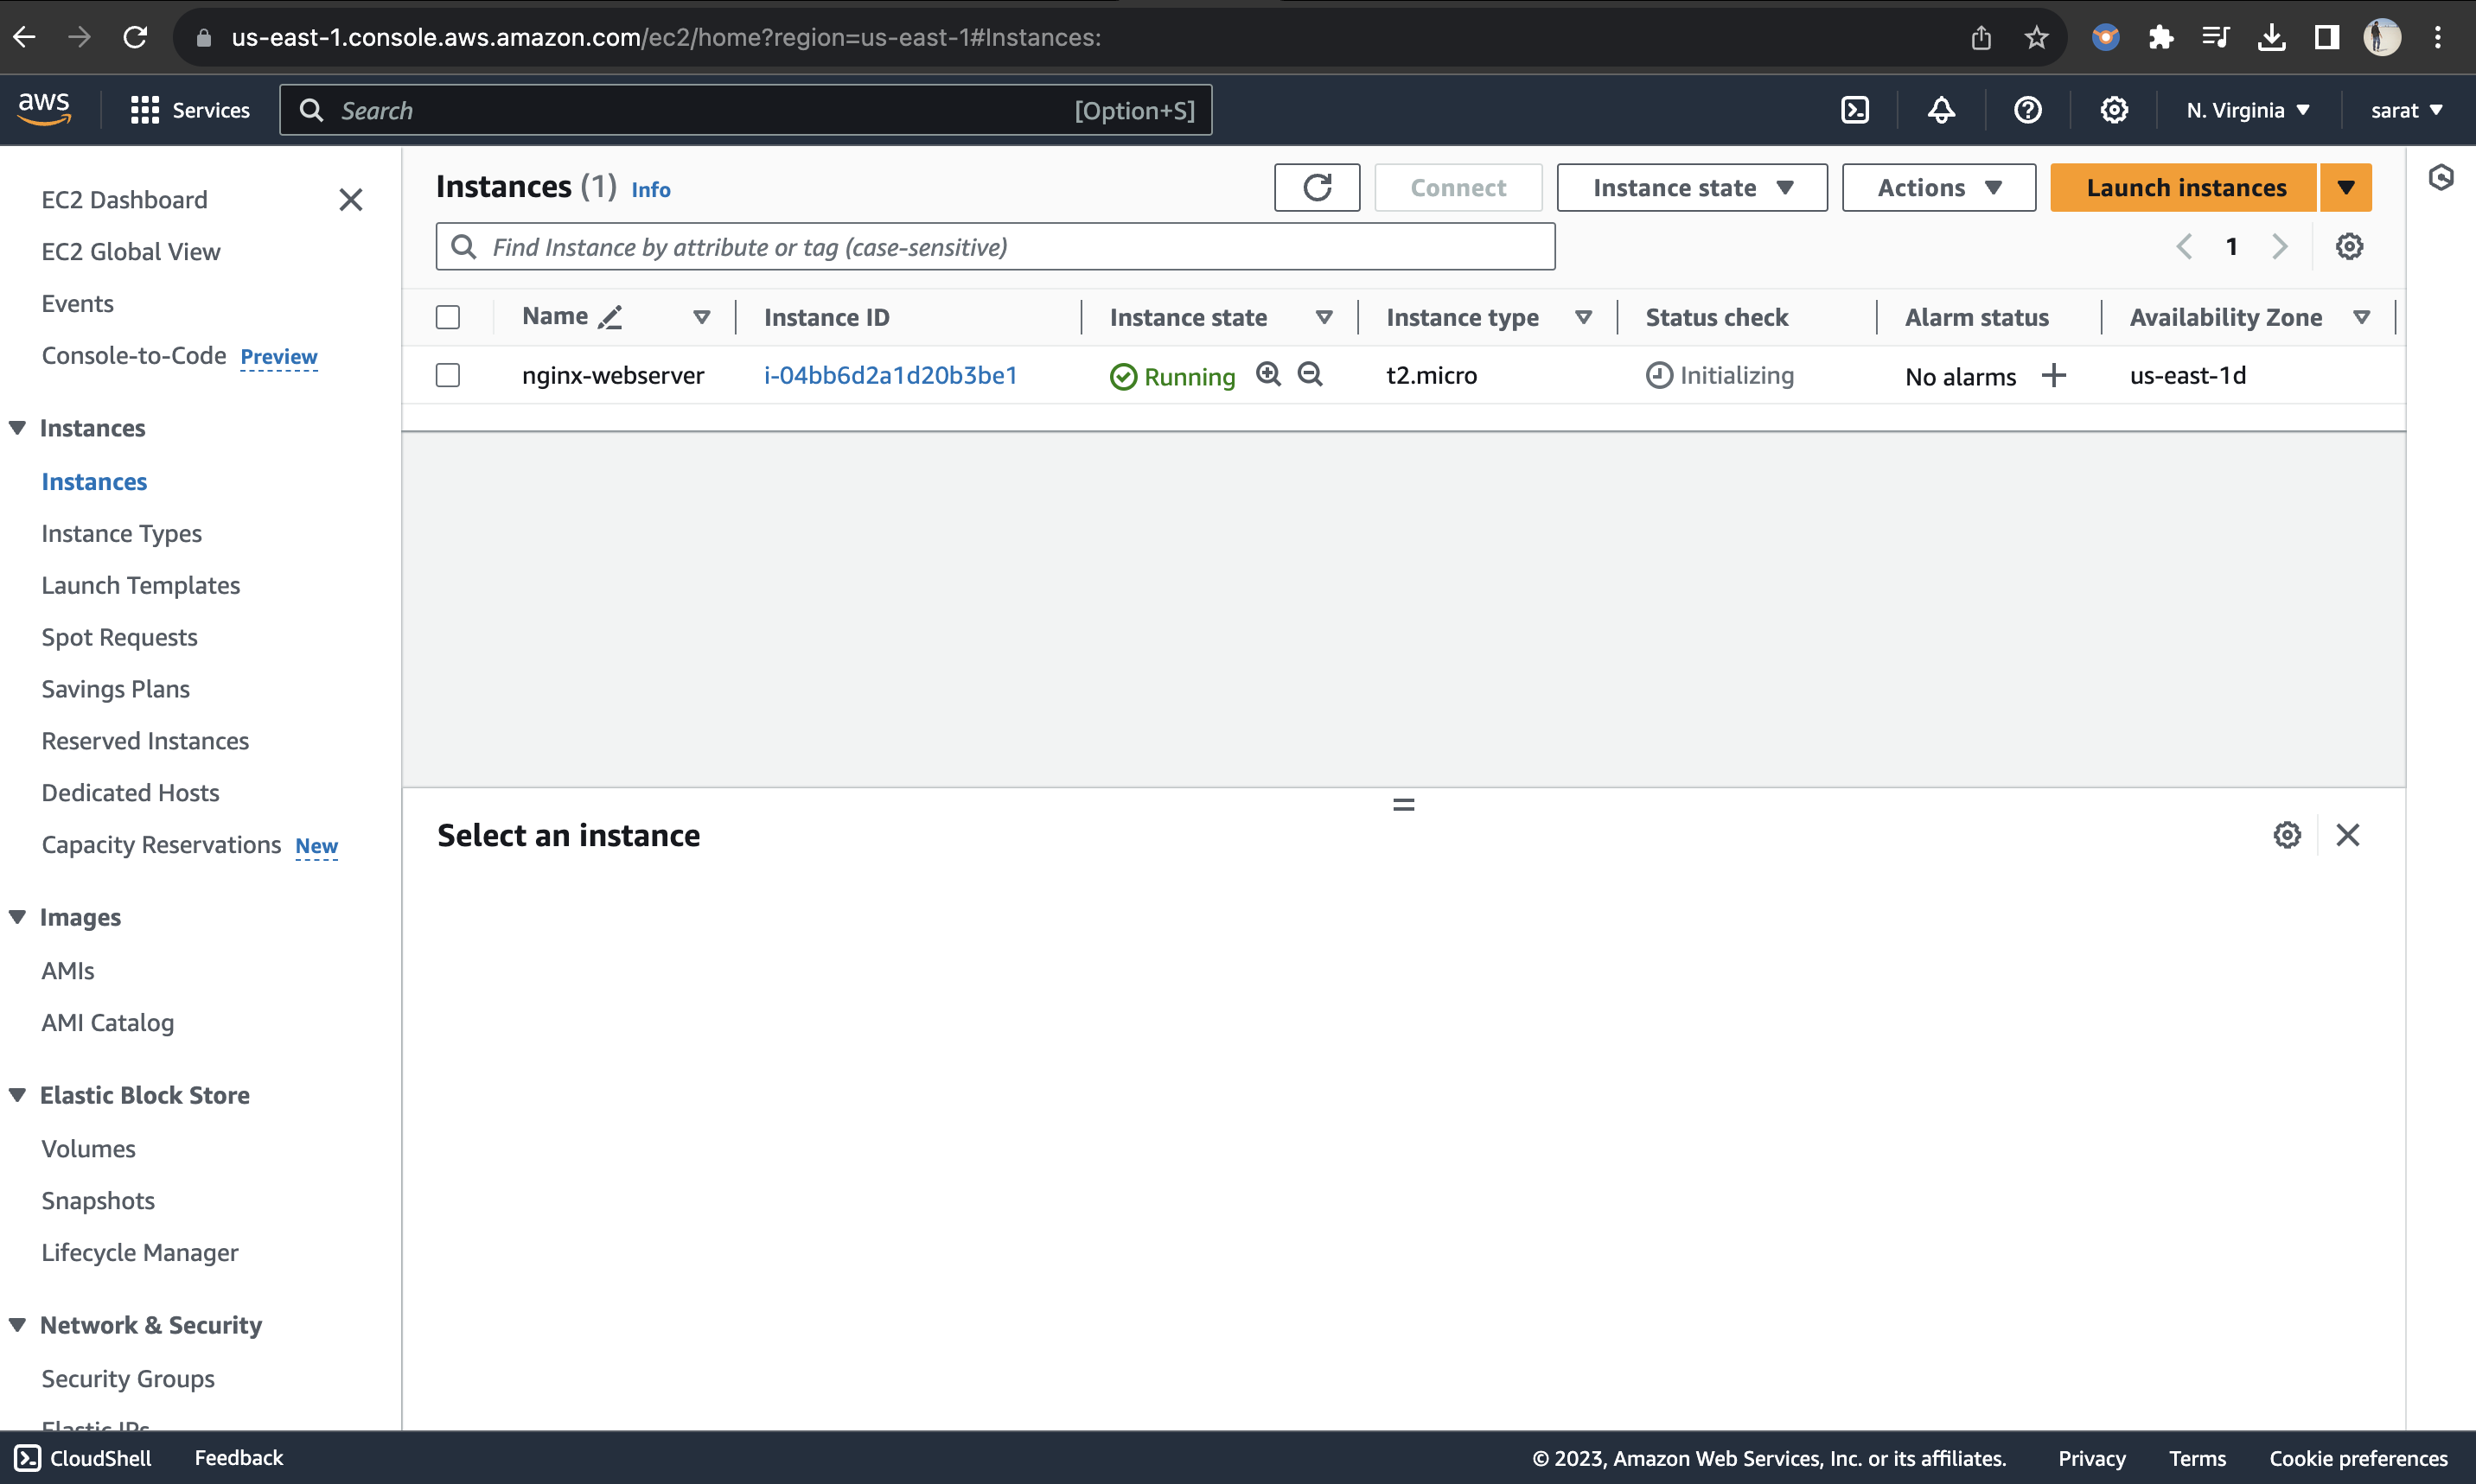 us-east-1.console.aws.amazon.com/ec2/home?region=us-east-1#Instances:
aws
Services
Search
[Option+S]
N. Virginia
sarat
EC2 Dashboard
EC2 Global View
Events
Console-to-Code Preview
Instances
Instances
Instance Types
Launch Templates
Spot Requests
Savings Plans
Reserved Instances
Dedicated Hosts
Capacity Reservations New
Images
AMIs
AMI Catalog
Elastic Block Store
Volumes
Snapshots
Lifecycle Manager
Network & Security
Security Groups
Elastic IPs
Instances (1) Info
Connect
Instance state
Actions
Launch instances
Find Instance by attribute or tag (case-sensitive)
1
Name Instance ID Instance state Instance type Status check Alarm status Availability Zone
nginx-webserver i-04bb6d2a1d20b3be1 Running t2.micro Initializing No alarms us-east-1d
Select an instance
CloudShell Feedback © 2023, Amazon Web Services, Inc. or its affiliates. Privacy Terms Cookie preferences